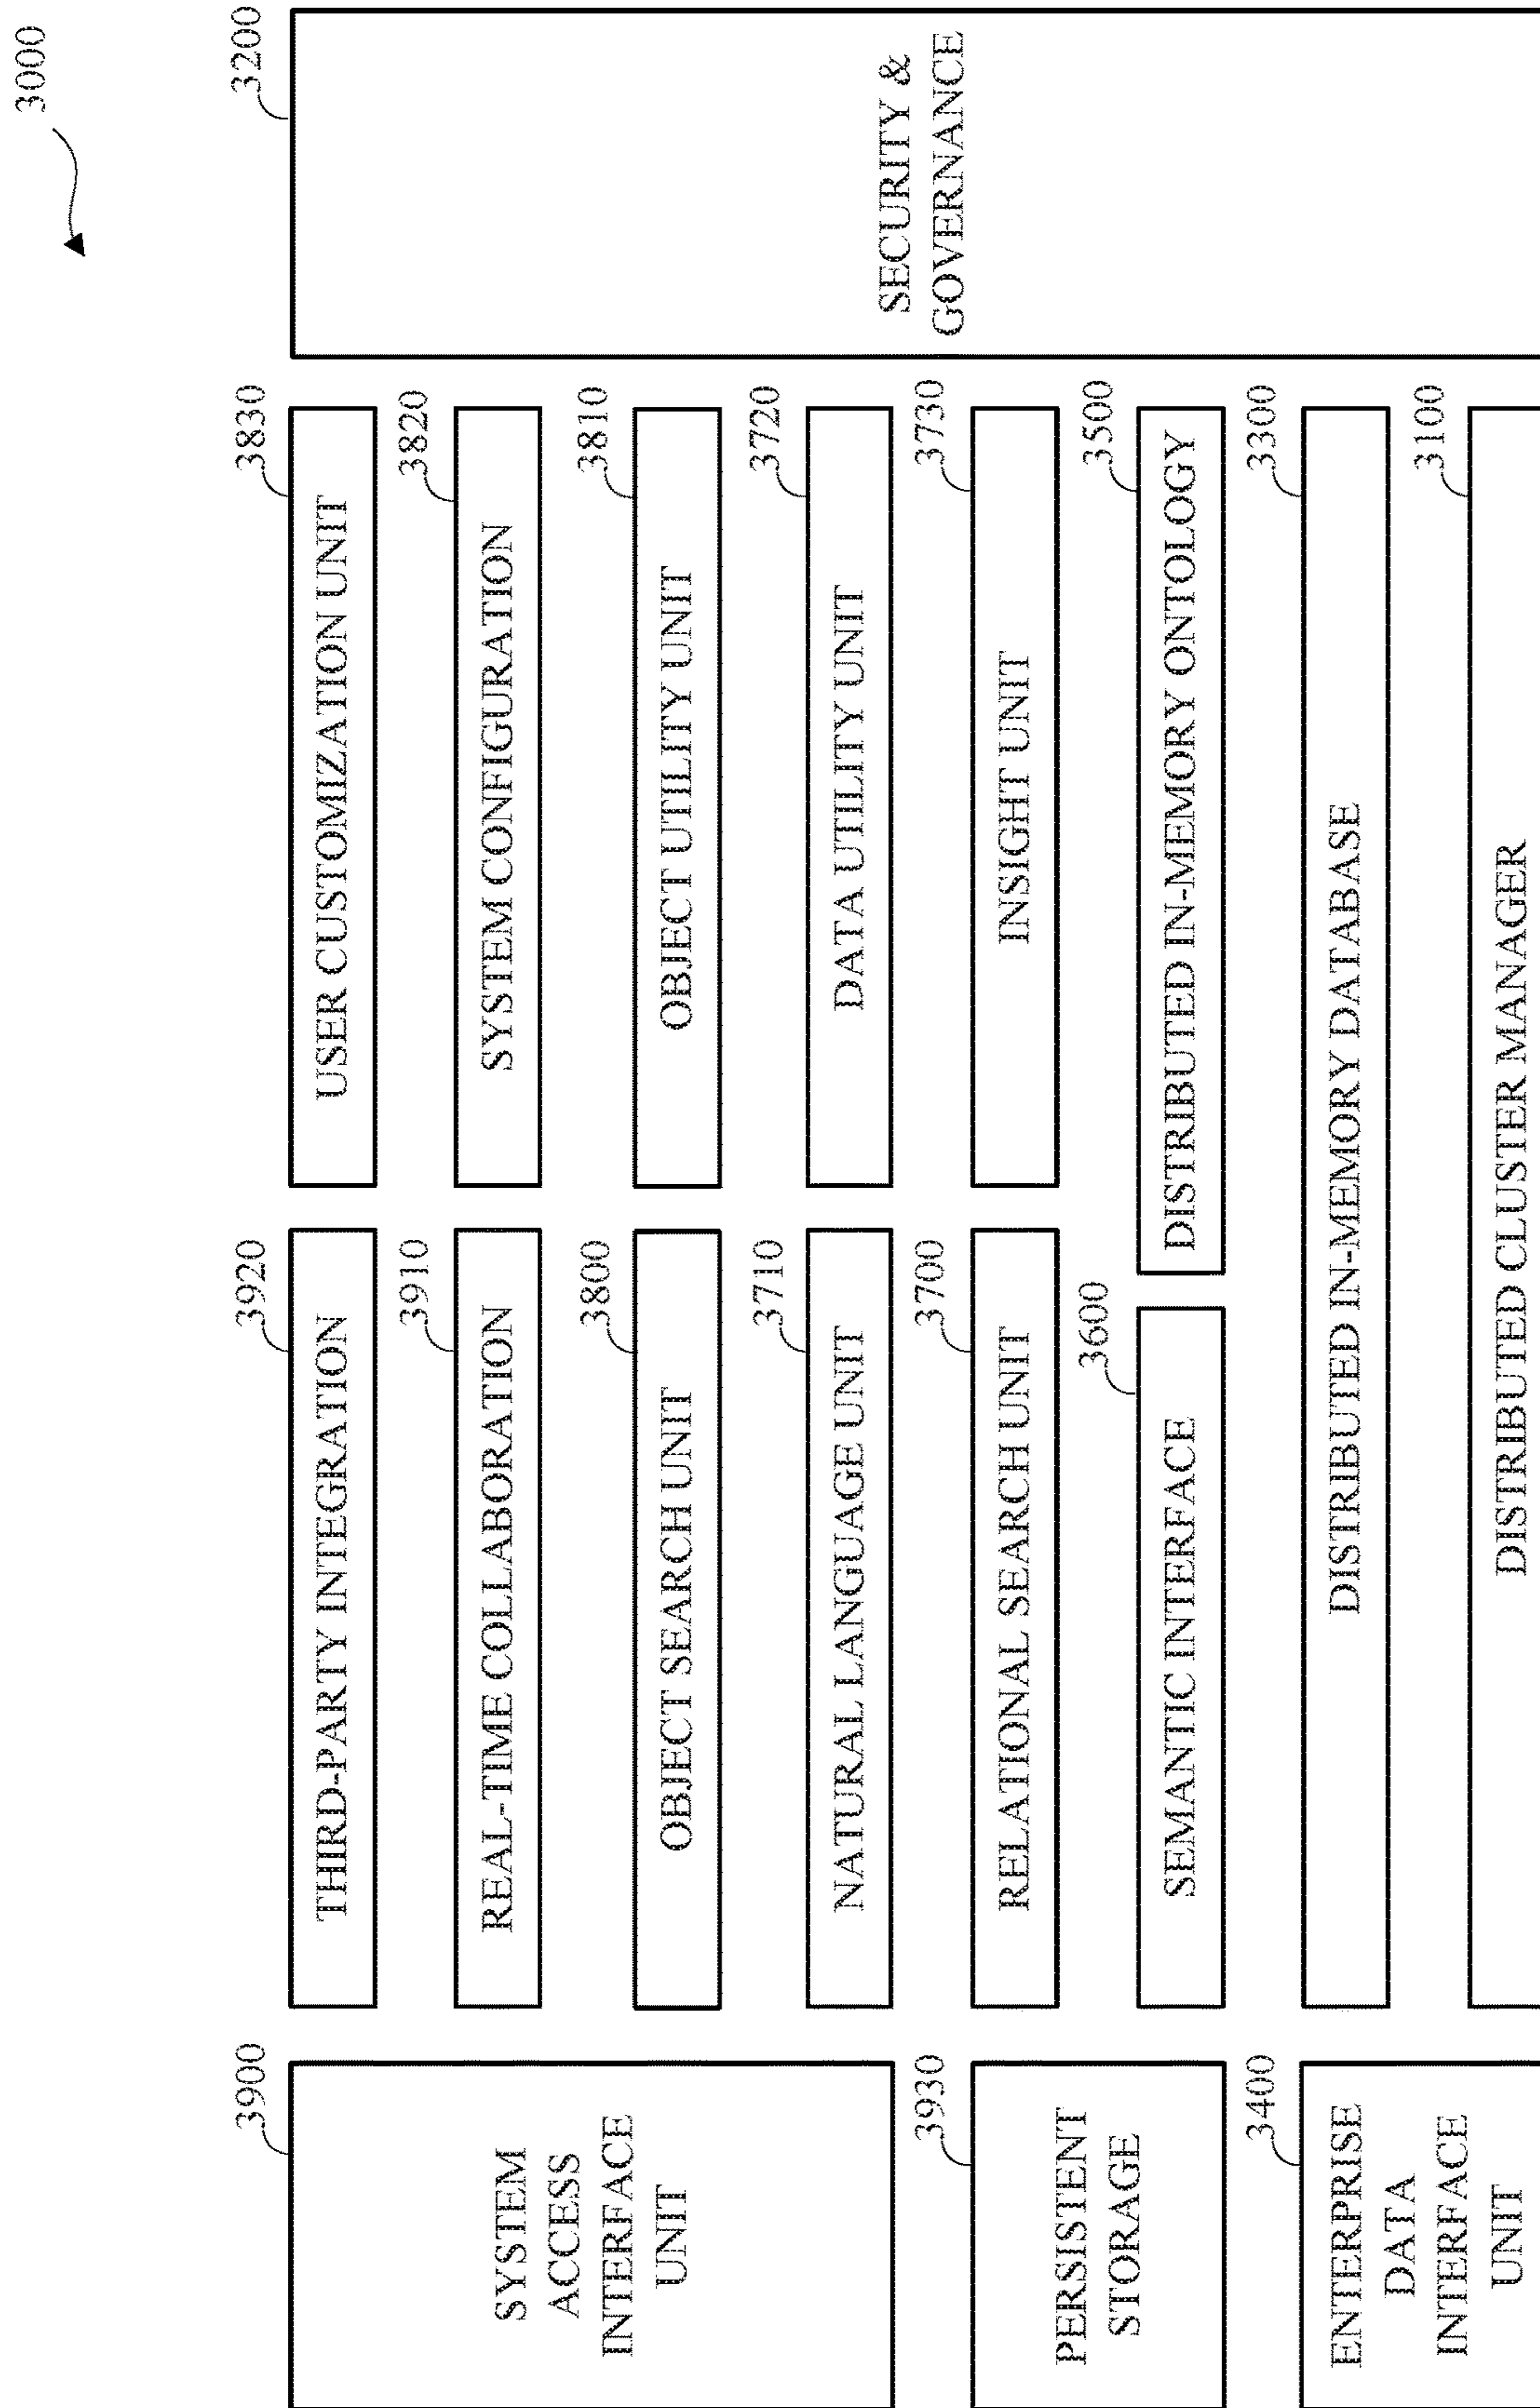 3000
3900
SYSTEM
ACCESS
INTERFACE
UNIT
3920
THIRD-PARTY INTEGRATION
3830
USER CUSTOMIZATION UNIT
3200
SECURITY &
GOVERNANCE
3910
REAL-TIME COLLABORATION
3820
SYSTEM CONFIGURATION
3800
OBJECT SEARCH UNIT
3810
OBJECT UTILITY UNIT
3710
NATURAL LANGUAGE UNIT
3720
DATA UTILITY UNIT
3930
PERSISTENT
STORAGE
3700
RELATIONAL SEARCH UNIT
3730
INSIGHT UNIT
3600
SEMANTIC INTERFACE
3500
DISTRIBUTED IN-MEMORY ONTOLOGY
3400
ENTERPRISE
DATA
INTERFACE
UNIT
3300
DISTRIBUTED IN-MEMORY DATABASE
3100
DISTRIBUTED CLUSTER MANAGER